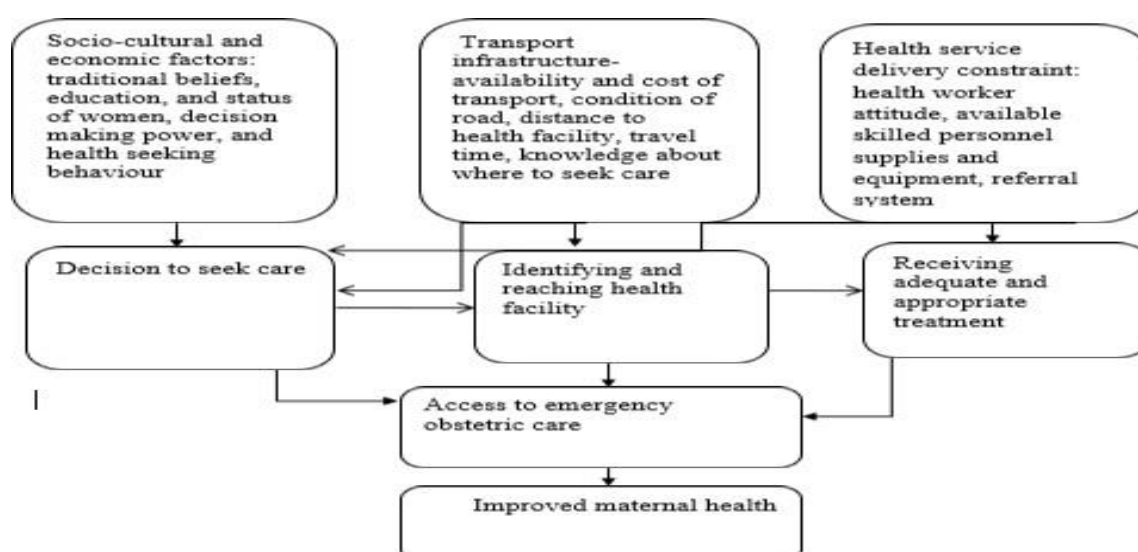 Socio-cultural and
economic factors:
traditional beliefs,
education, and status
of women, decision
making power, and
health seeking
behaviour
Transport
infrastructure-
availability and cost of
transport, condition of
road, distance to
health facility, travel
time, knowledge about
where to seek care
Health service
delivery constraint:
health worker
attitude, available
skilled personnel
supplies and
equipment, referral
system
Decision to seek care
Identifying and
reaching health
facility
Receiving
adequate and
appropriate
treatment
Access to emergency
obstetric care
Improved maternal health